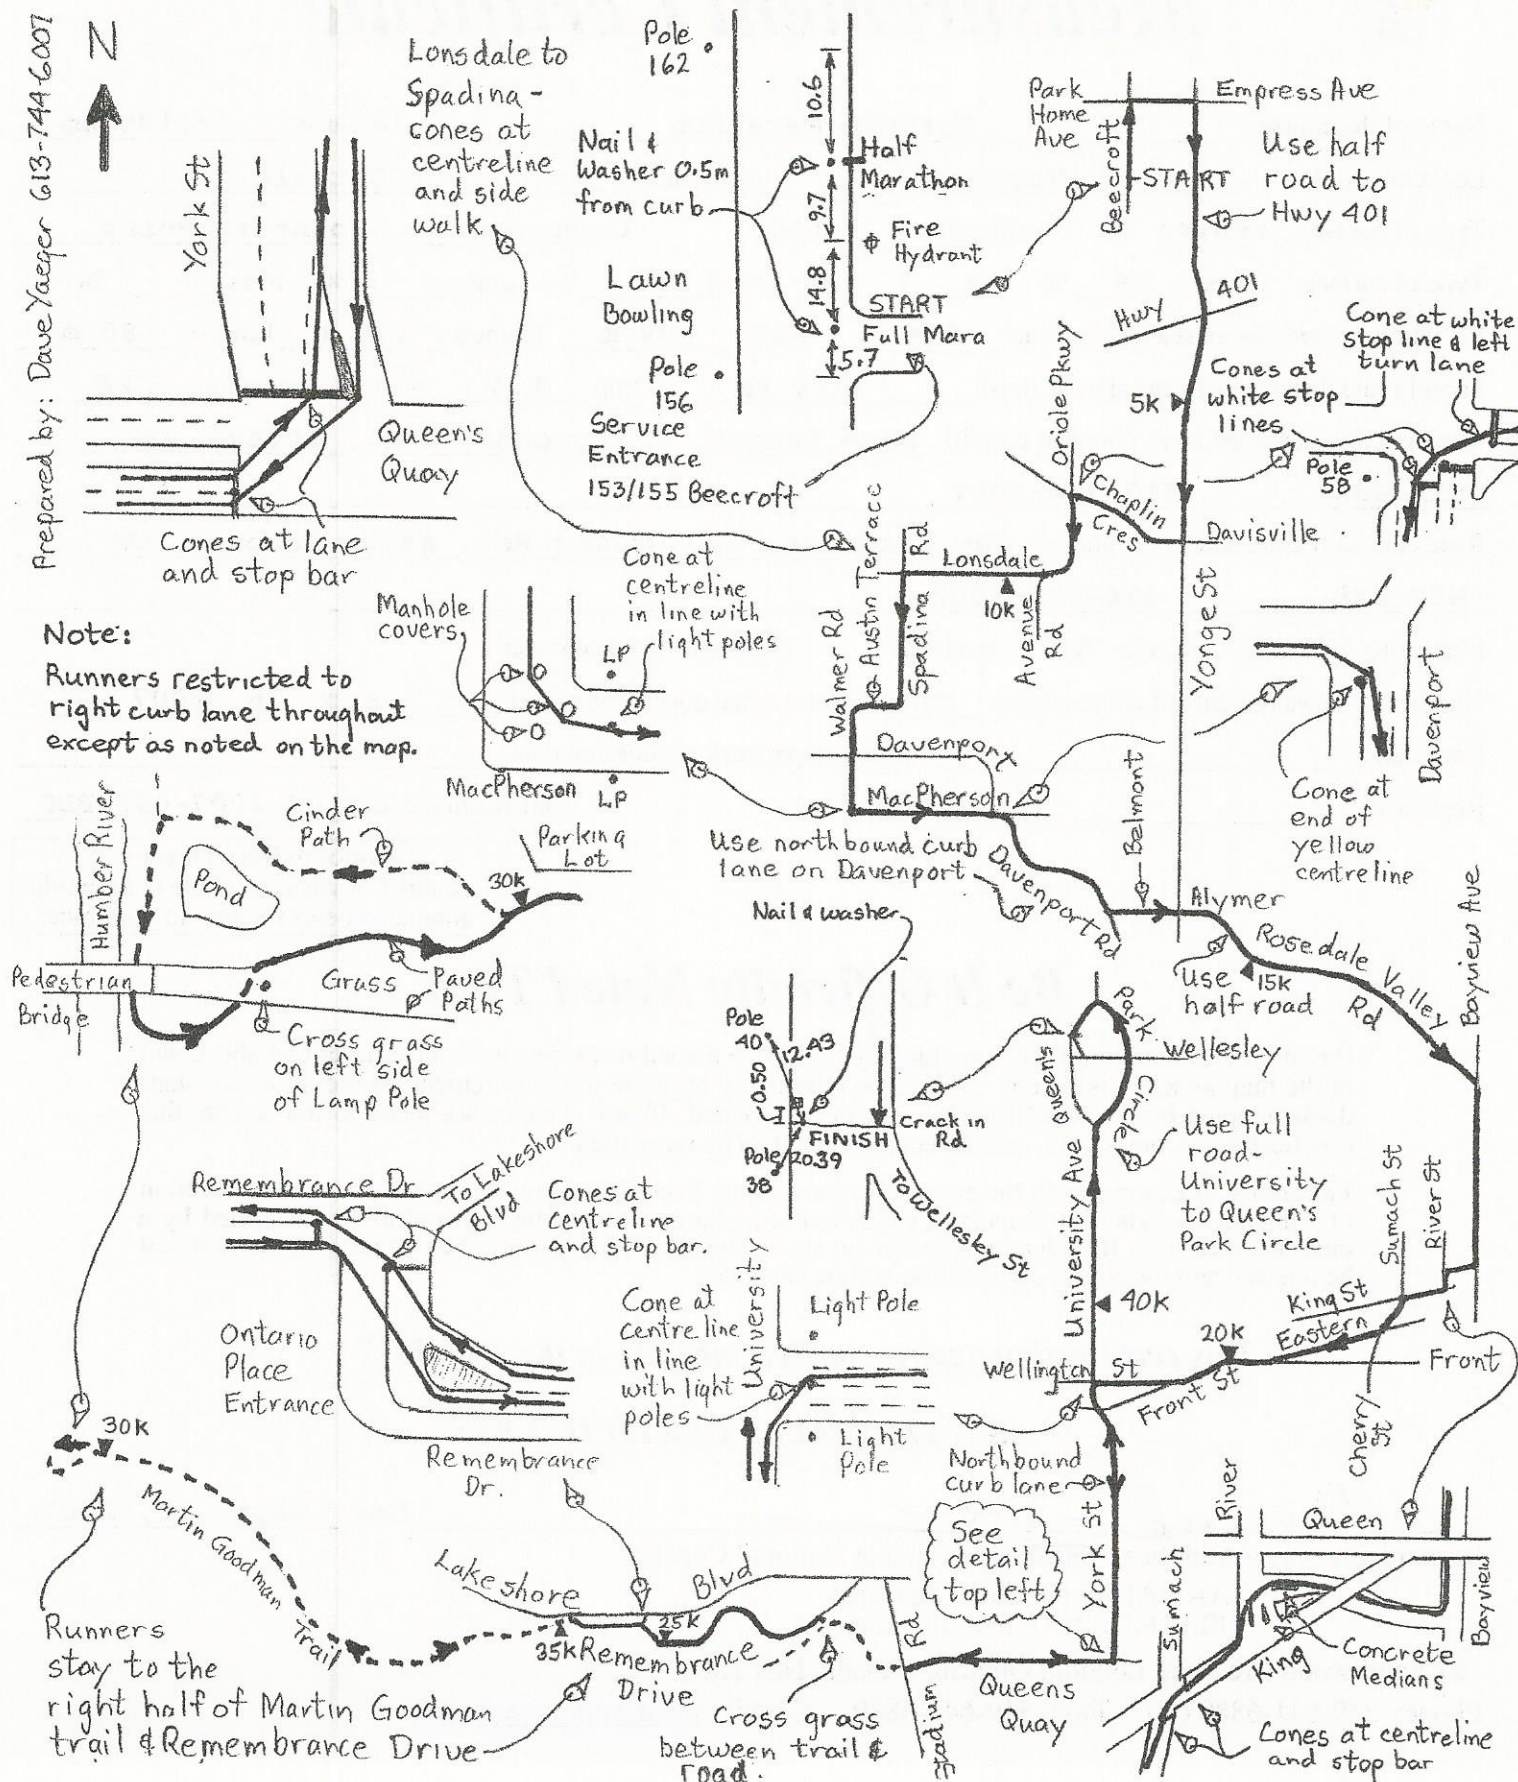 Prepared by: Dave Yaeger 613-744-6007
N
York St
Queen's
Quay
Cones at lane
and stop bar
Lonsdale to
Spadina -
cones at
centreline
and side
walk
Pole
162
Nail &
Washer 0.5m
from curb
10.6
9.7
14.8
5.7
Half
Marathon
Fire
Hydrant
START
Full Mara
Lawn
Bowling
Pole
156
Service
Entrance
153/155 Beecroft
Park
Home
Ave
Empress Ave
Beecroft
START
Use half
road to
Hwy 401
Hwy 401
Cone at white
stop line & left
turn lane
Cones at
white stop
lines
5K
Pole
58
Oriole Pkwy
Chaplin
Cres
Davisville
Lonsdale
10K
Avenue
Rd
Spadina Rd
Austin Terrace
Walmer Rd
Yonge St
Davenport
Cone at
end of
yellow
centreline
Note:
Runners restricted to
right curb lane throughout
except as noted on the map.
Manhole
covers
Cone at
centreline
in line with
light poles
LP
MacPherson
LP
Davenport
MacPherson
Belmont
Use northbound curb
lane on Davenport
Davenport Rd
Alymer
Rosedale Valley
Rd
15K
Use
half road
Bayview Ave
Humber River
Cinder
Path
Pond
Parking
Lot
30K
Pedestrian
Bridge
Grass
Paved
Paths
Cross grass
on left side
of Lamp Pole
Nail & washer
Pole
40
12.43
0.50
FINISH
Crack in
Rd
Pole
38
20.39
To Wellesley St
Queen's
Park
Circle
Wellesley
Use full
road-
University
to Queen's
Park Circle
University Ave
40K
Sumach St
River St
King St
Eastern
20K
Front
Wellington St
Front St
Cherry
St
Remembrance Dr
To Lakeshore
Blvd
Cones at
centreline
and stop bar.
Ontario
Place
Entrance
Remembrance
Dr.
Cone at
centre line
in line
with light
poles
University
Light Pole
Light
Pole
Northbound
curb lane
York St
See
detail
top left
30K
Martin Goodman
Trail
Lakeshore
Blvd
35K
25K
Remembrance
Drive
Runners
stay to the
right half of Martin Goodman
trail & Remembrance Drive
Cross grass
between trail &
road.
Stadium Rd
Queens
Quay
River
Queen
Sumach
King
Bayview
Concrete
Medians
Cones at centreline
and stop bar